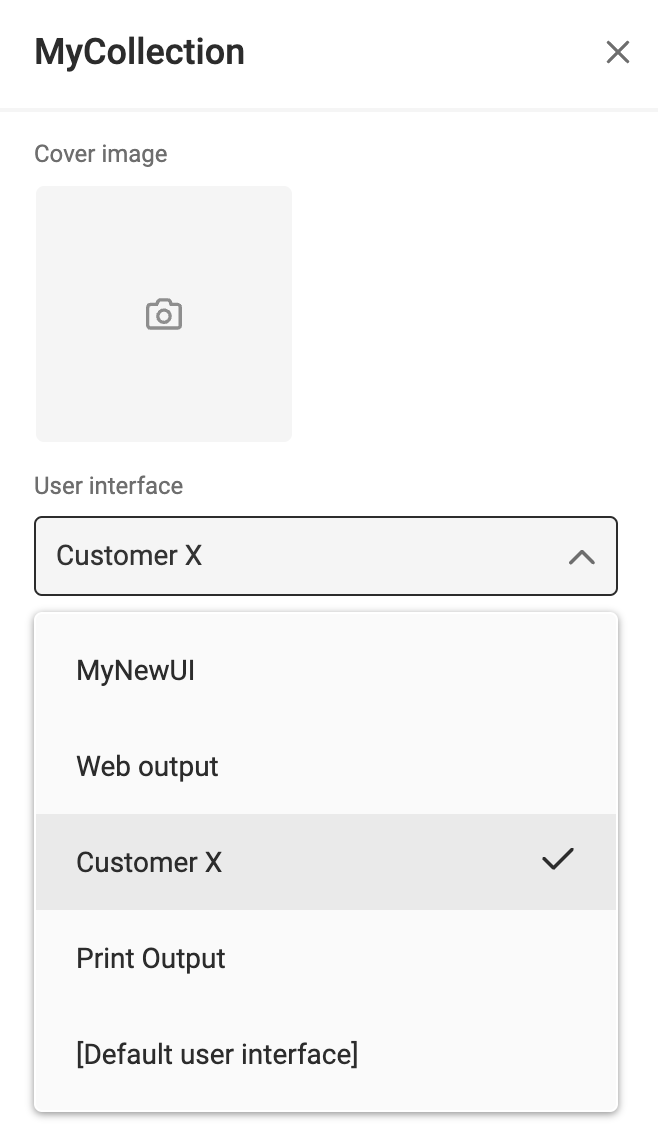 MyCollection
Cover image
User interface
Customer X
MyNewUI
Web output
Customer X
Print Output
[Default user interface]